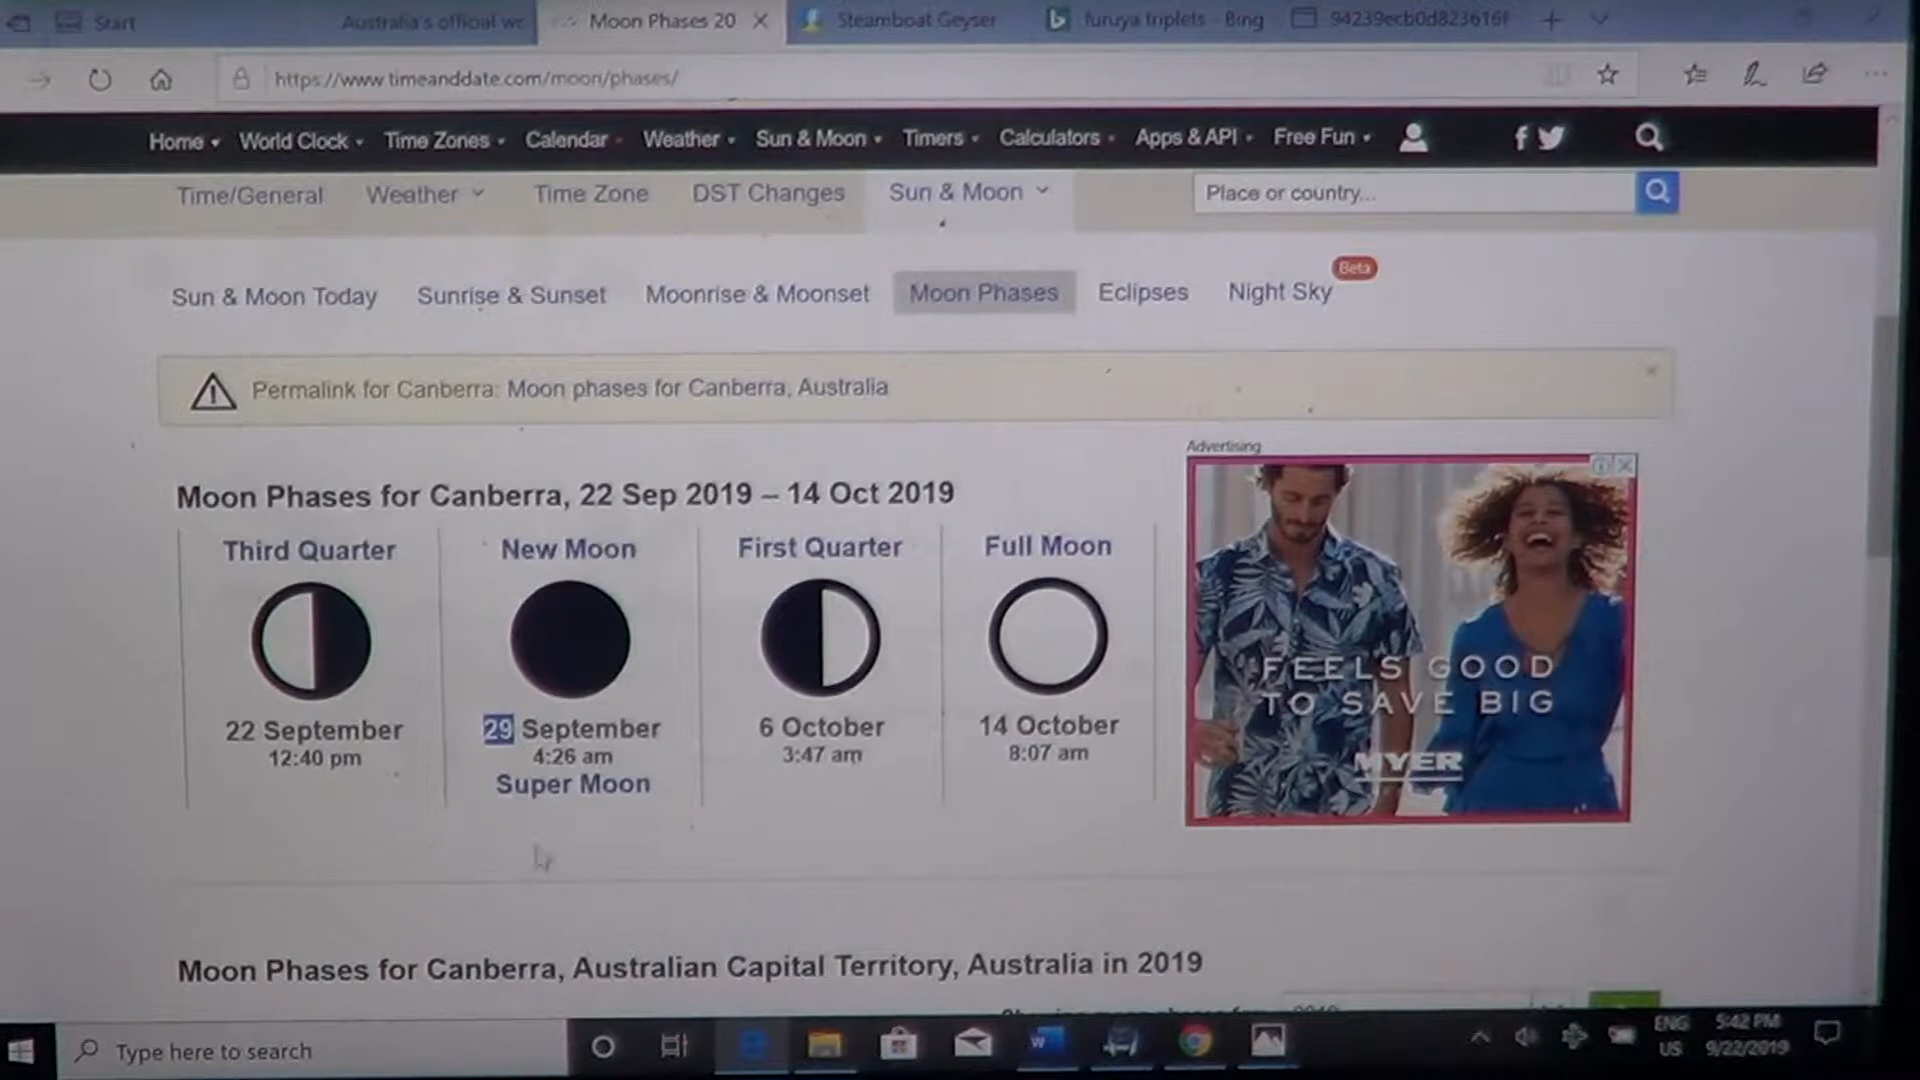 Start
Australia's official we
Moon Phases 20
Steamboat Geyser
furuya triplets - Bing
94239ecb0d823616f
https://www.timeanddate.com/moon/phases/
Home World Clock Time Zones Calendar Weather Sun & Moon Timers Calculators Apps & API Free Fun
Time/General Weather Time Zone DST Changes Sun & Moon
Place or country...
Sun & Moon Today Sunrise & Sunset Moonrise & Moonset Moon Phases Eclipses Night Sky
Beta
Permalink for Canberra: Moon phases for Canberra, Australia
Advertising
Moon Phases for Canberra, 22 Sep 2019 – 14 Oct 2019
Third Quarter
22 September
12:40 pm
New Moon
29 September
4:26 am
Super Moon
First Quarter
6 October
3:47 am
Full Moon
14 October
8:07 am
FEELS GOOD
TO SAVE BIG
MYER
Moon Phases for Canberra, Australian Capital Territory, Australia in 2019
Type here to search
ENG
US
5:42 PM
9/22/2019